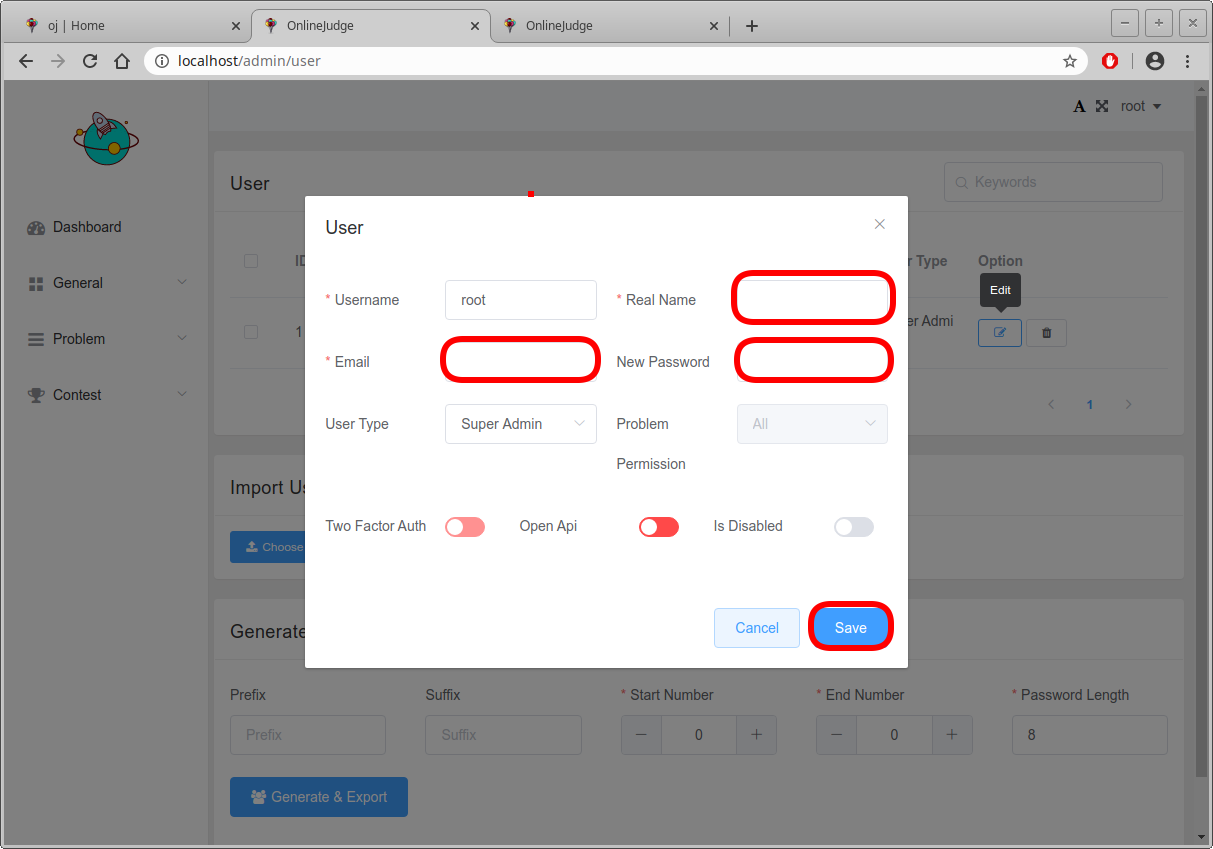 oj | Home
OnlineJudge
OnlineJudge
localhost/admin/user
A
root
User
Keywords
Dashboard
General
Problem
Contest
ID
r Type
Option
Edit
1
er Admi
1
User
* Username
root
* Real Name
* Email
New Password
User Type
Super Admin
Problem
Permission
All
Two Factor Auth
Open Api
Is Disabled
Cancel
Save
Import Us
Choose
Generate
Prefix
Suffix
* Start Number
* End Number
* Password Length
Prefix
Suffix
0
0
8
Generate & Export